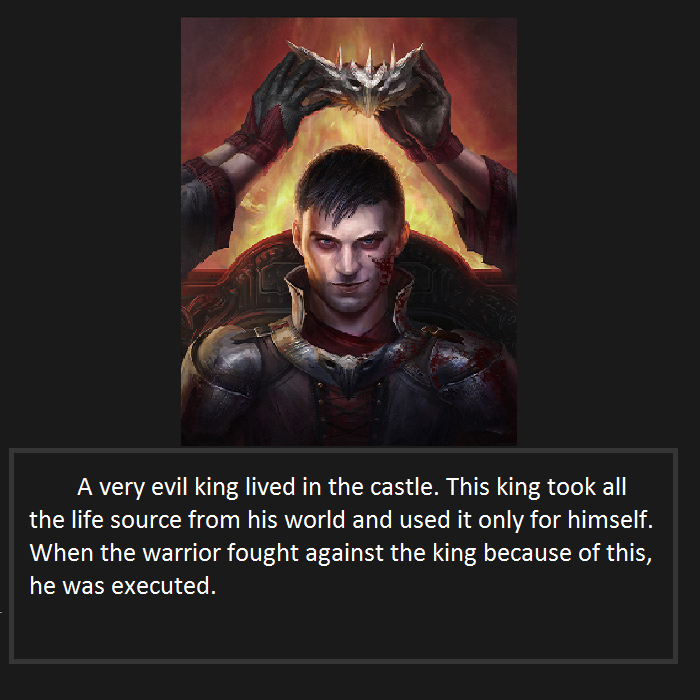 A very evil king lived in the castle. This king took all
the life source from his world and used it only for himself.
When the warrior fought against the king because of this,
he was executed.